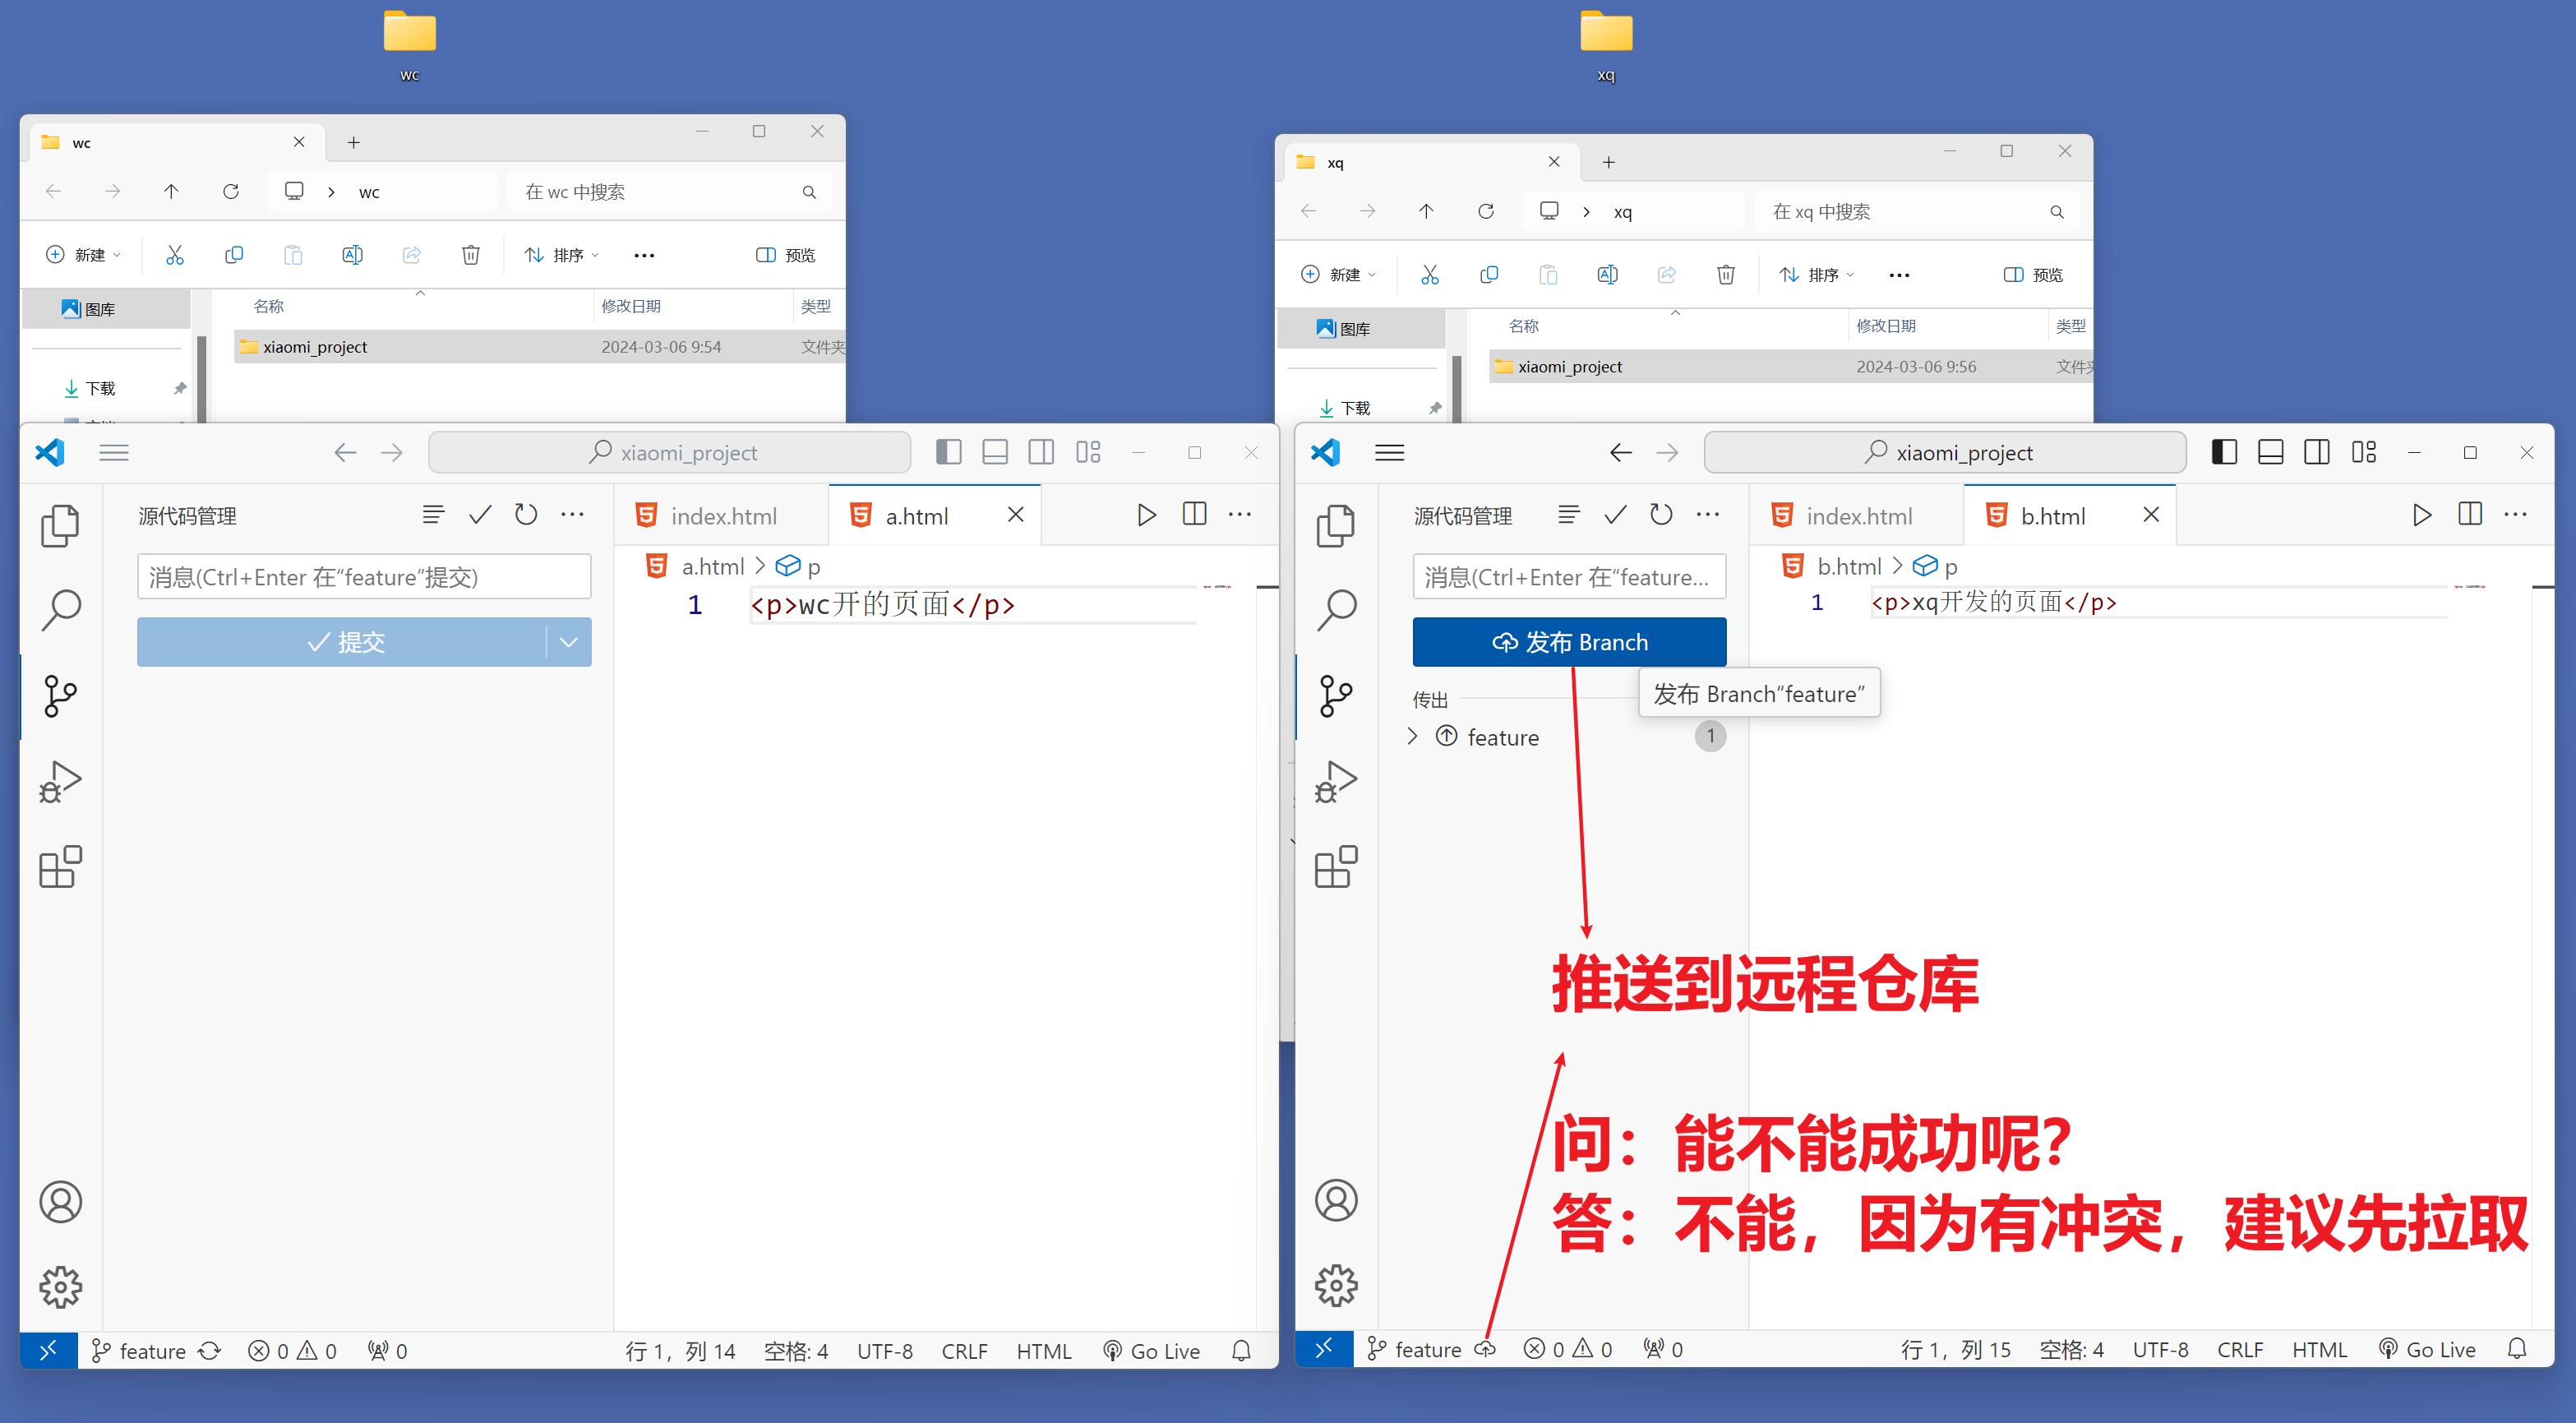 wc
xq
wc
wc
在 wc 中搜索
新建
排序
预览
图库
名称
修改日期
类型
xiaomi_project
2024-03-06 9:54
文件夹
下载
xq
xq
在 xq 中搜索
新建
排序
预览
图库
名称
修改日期
类型
xiaomi_project
2024-03-06 9:56
文件夹
下载
xiaomi_project
源代码管理
index.html
a.html
消息(Ctrl+Enter 在“feature”提交)
a.html > p
提交
1 <p>wc开的页面</p>
feature
0 0
0
行 1，列 14
空格: 4
UTF-8
CRLF
HTML
Go Live
xiaomi_project
源代码管理
index.html
b.html
消息(Ctrl+Enter 在“feature...
b.html > p
1 <p>xq开发的页面</p>
发布 Branch
发布 Branch“feature”
传出
feature
1
推送到远程仓库
问：能不能成功呢？
答：不能，因为有冲突，建议先拉取
feature
0 0
0
行 1，列 15
空格: 4
UTF-8
CRLF
HTML
Go Live